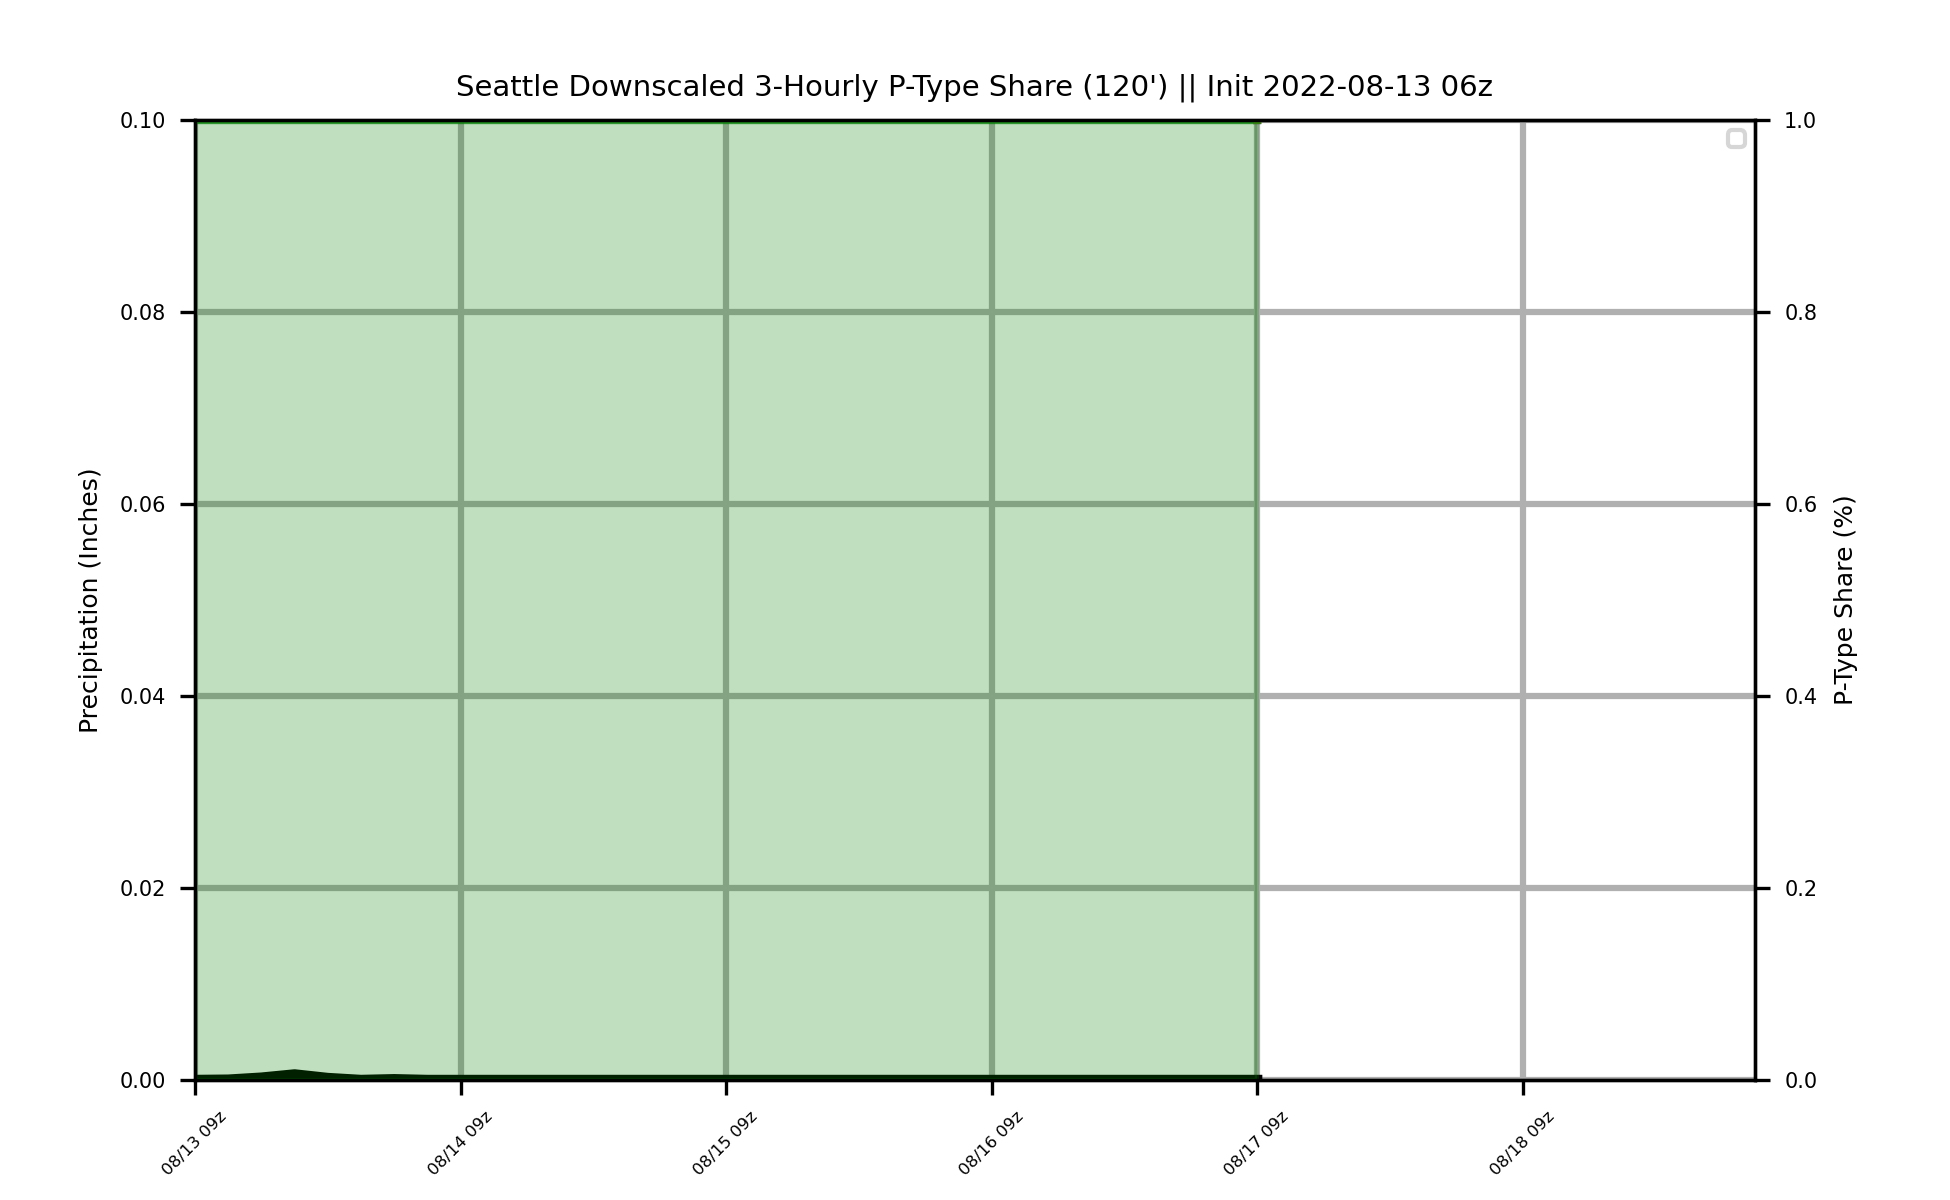 Seattle Downscaled 3-Hourly P-Type Share (120') || Init 2022-08-13 06z
0.10
0.08
0.06
0.04
0.02
0.00
Precipitation (Inches)
1.0
0.8
0.6
0.4
0.2
0.0
P-Type Share (%)
08/13 09z
08/14 09z
08/15 09z
08/16 09z
08/17 09z
08/18 09z